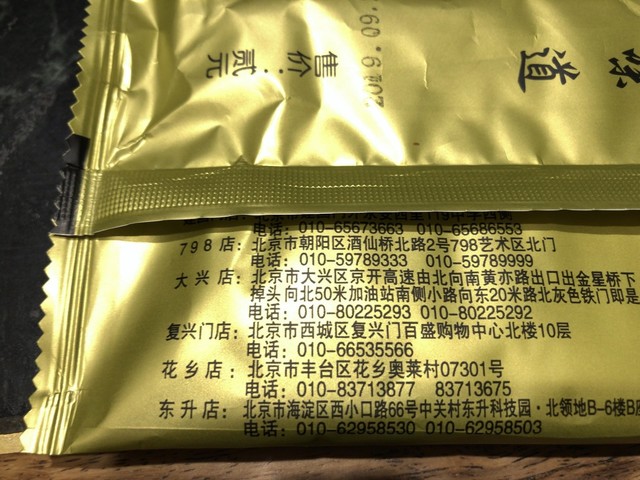 味道
售价：贰元
2016.09.
电话：010-65673663 010-65686553
798店：北京市朝阳区酒仙桥北路2号798艺术区北门
电话：010-59789333 010-59789999
大兴店：北京市大兴区京开高速由北向南黄亦路出口出金星桥下
掉头向北50米加油站南侧小路向东20米路北灰色铁门即是
电话：010-80225293 010-80225292
复兴门店：北京市西城区复兴门百盛购物中心北楼10层
电话：010-66535566
花乡店：北京市丰台区花乡奥莱村07301号
电话：010-83713877 83713675
东升店：北京市海淀区西小口路66号中关村东升科技园·北领地B-6楼B座
电话：010-62958530 010-62958503